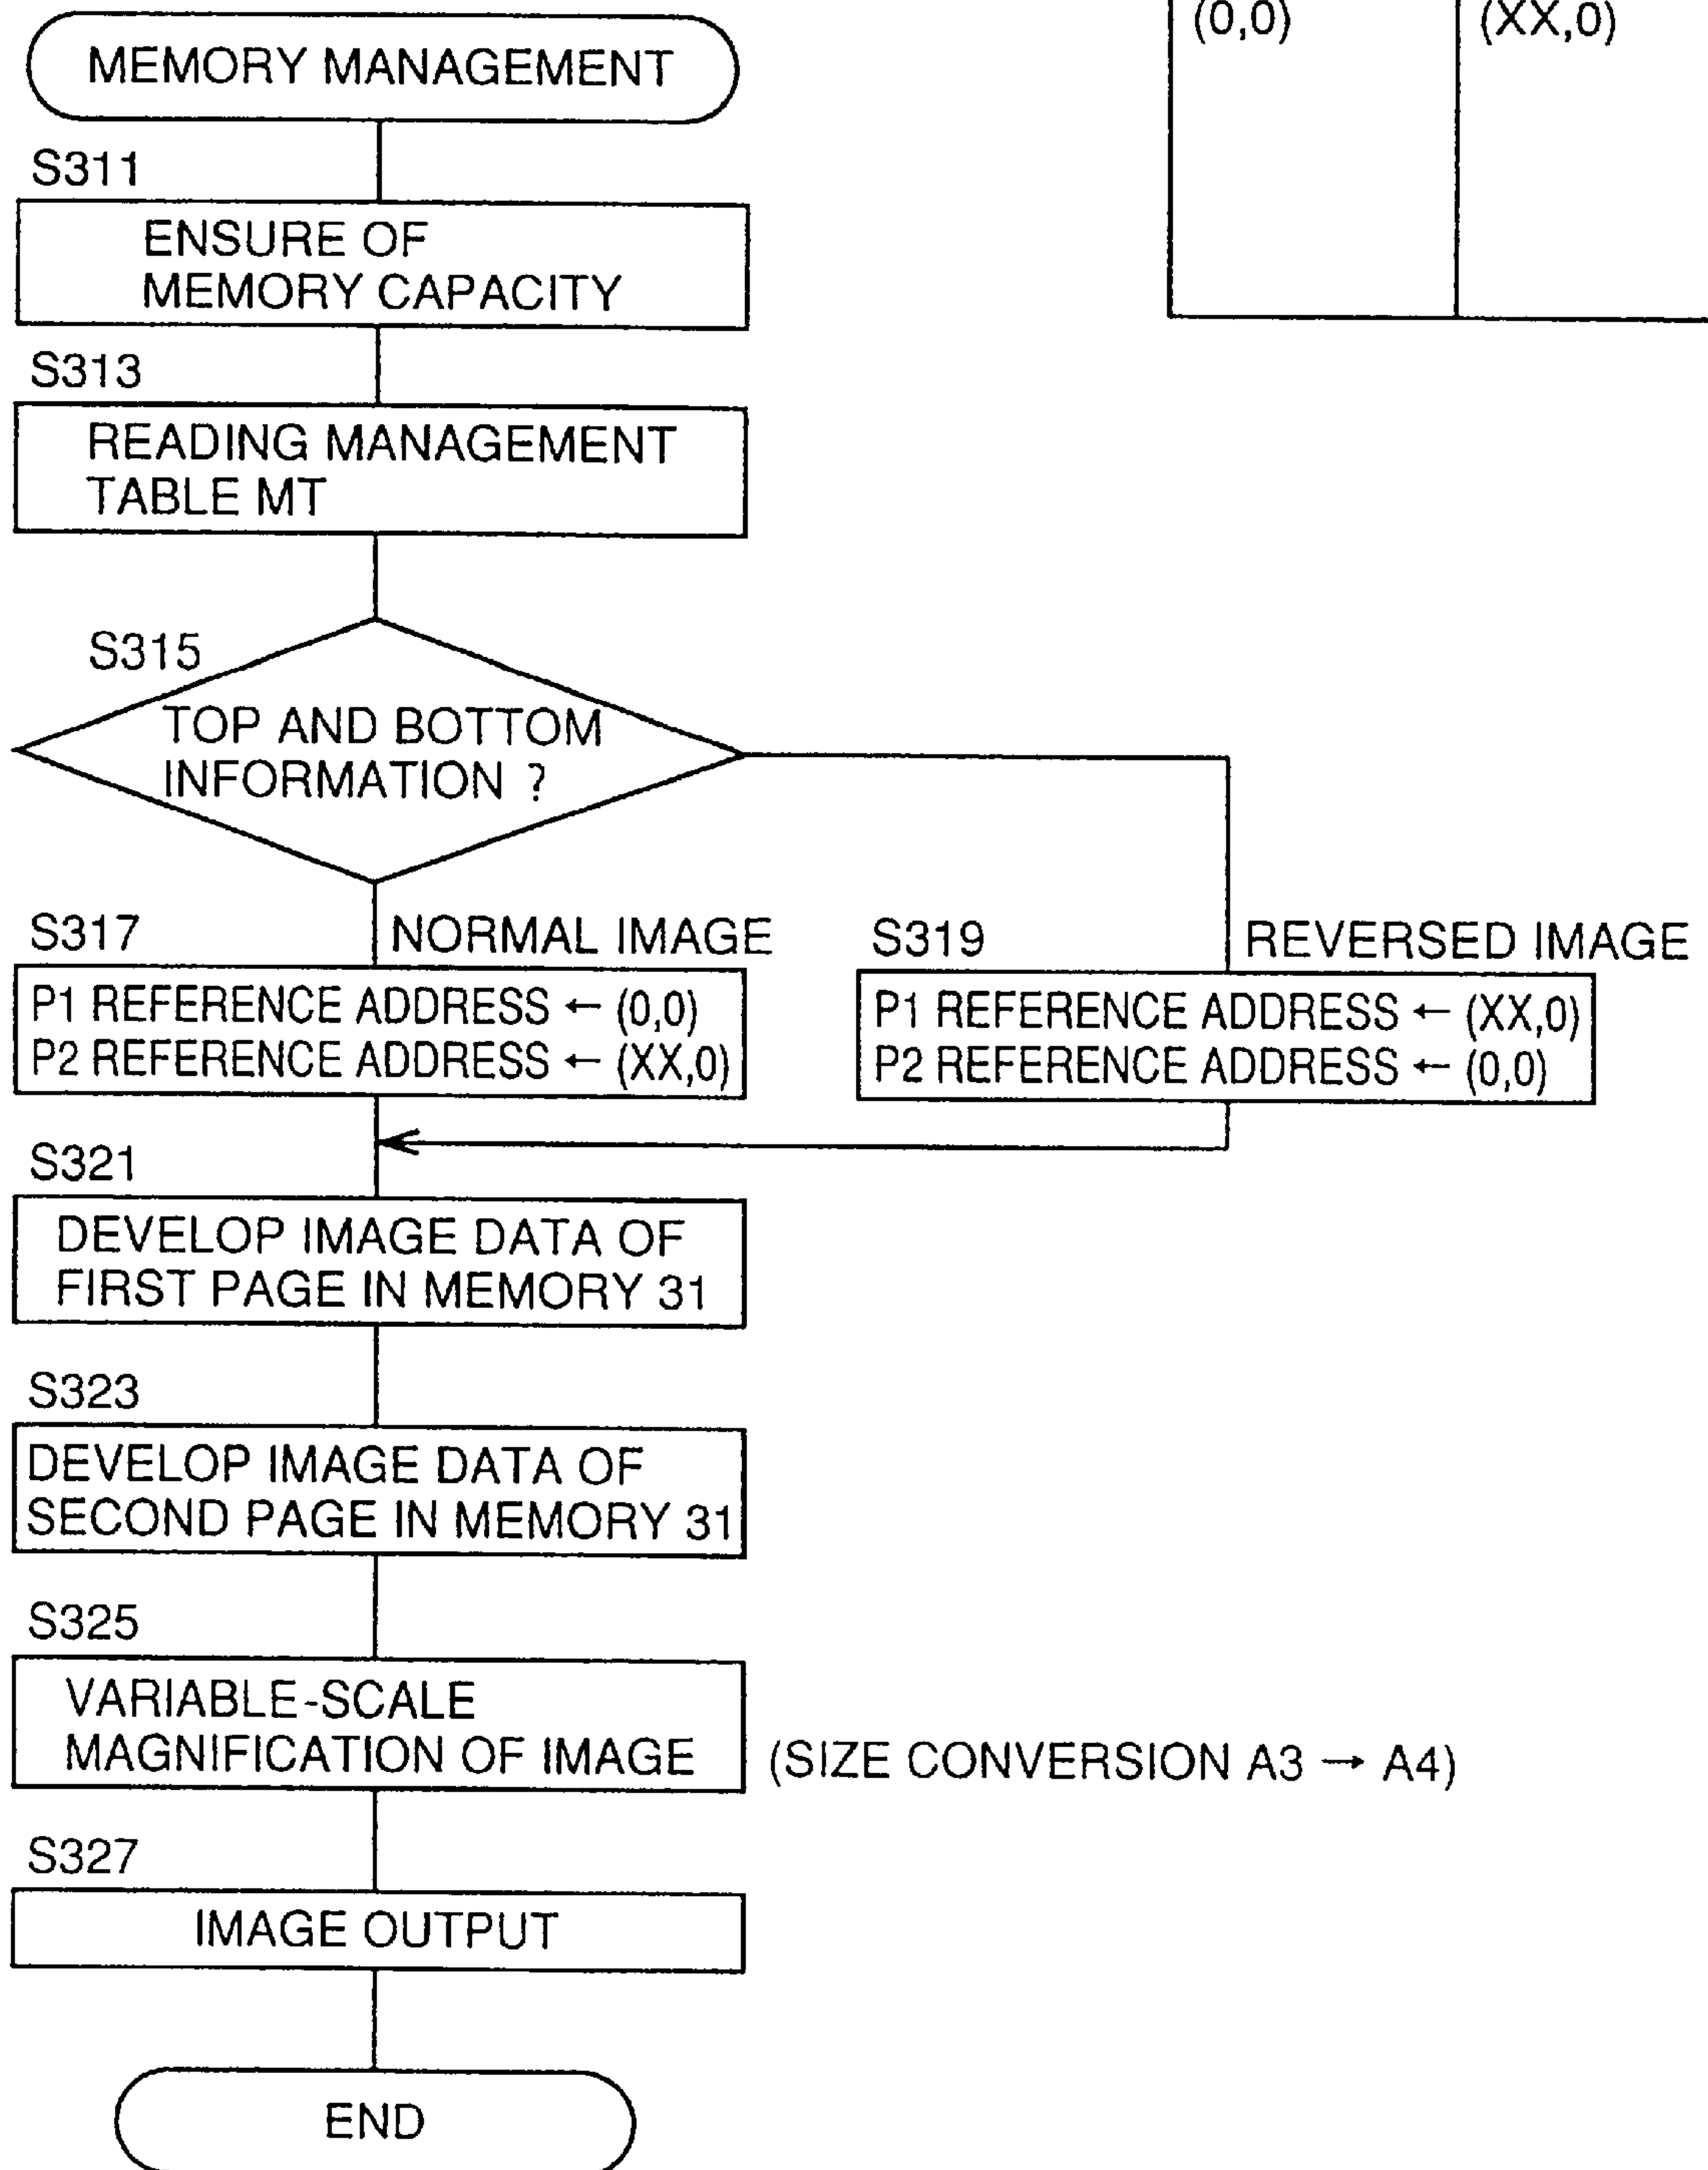 (0,0)
(XX,0)
MEMORY MANAGEMENT
S311
ENSURE OF
MEMORY CAPACITY
S313
READING MANAGEMENT
TABLE MT
S315
TOP AND BOTTOM
INFORMATION ?
S317
NORMAL IMAGE
P1 REFERENCE ADDRESS ← (0,0)
P2 REFERENCE ADDRESS ← (XX,0)
S319
REVERSED IMAGE
P1 REFERENCE ADDRESS ← (XX,0)
P2 REFERENCE ADDRESS ← (0,0)
S321
DEVELOP IMAGE DATA OF
FIRST PAGE IN MEMORY 31
S323
DEVELOP IMAGE DATA OF
SECOND PAGE IN MEMORY 31
S325
VARIABLE-SCALE
MAGNIFICATION OF IMAGE
(SIZE CONVERSION A3 → A4)
S327
IMAGE OUTPUT
END